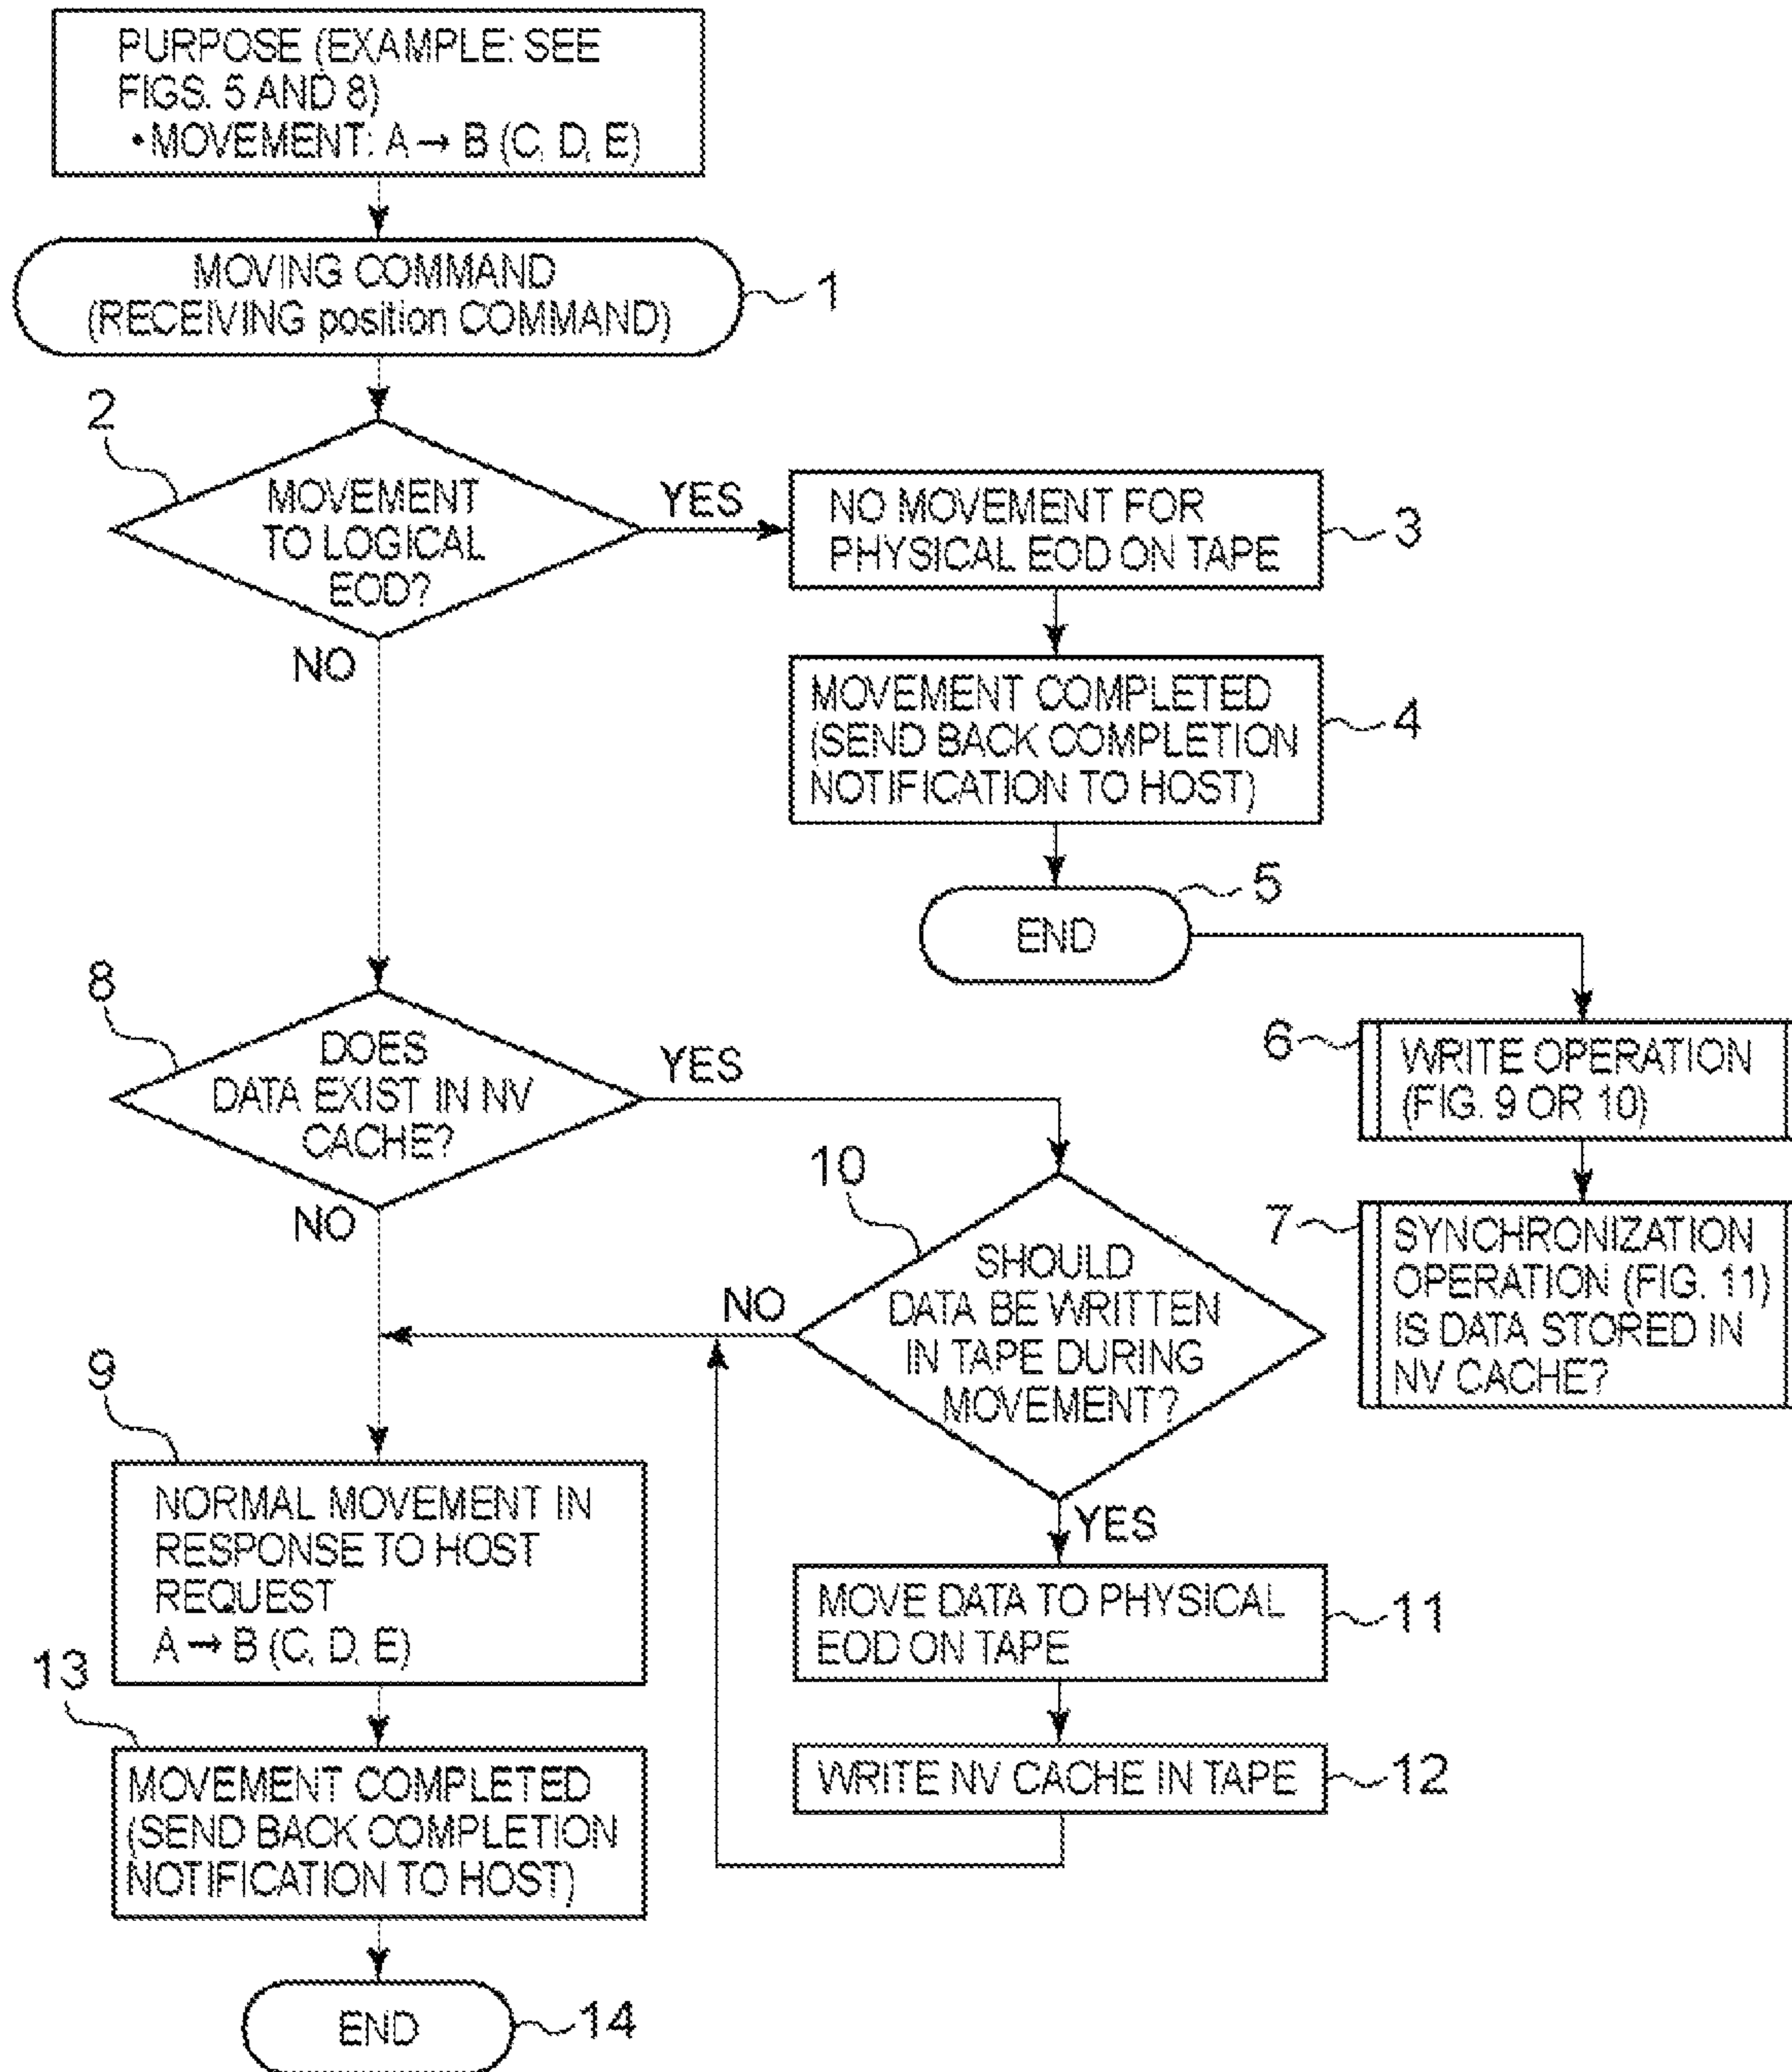 PURPOSE (EXAMPLE: SEE
FIGS. 5 AND 8)
• MOVEMENT: A → B (C, D, E)
MOVING COMMAND
(RECEIVING position COMMAND)
1
2
MOVEMENT
TO LOGICAL
EOD?
YES
NO
NO MOVEMENT FOR
PHYSICAL EOD ON TAPE
3
MOVEMENT COMPLETED
(SEND BACK COMPLETION
NOTIFICATION TO HOST)
4
END
5
6
WRITE OPERATION
(FIG. 9 OR 10)
7
SYNCHRONIZATION
OPERATION (FIG. 11)
IS DATA STORED IN
NV CACHE?
8
DOES
DATA EXIST IN NV
CACHE?
YES
NO
10
SHOULD
DATA BE WRITTEN
IN TAPE DURING
MOVEMENT?
NO
YES
9
NORMAL MOVEMENT IN
RESPONSE TO HOST
REQUEST
A → B (C, D, E)
MOVE DATA TO PHYSICAL
EOD ON TAPE
11
WRITE NV CACHE IN TAPE
12
13
MOVEMENT COMPLETED
(SEND BACK COMPLETION
NOTIFICATION TO HOST)
END
14